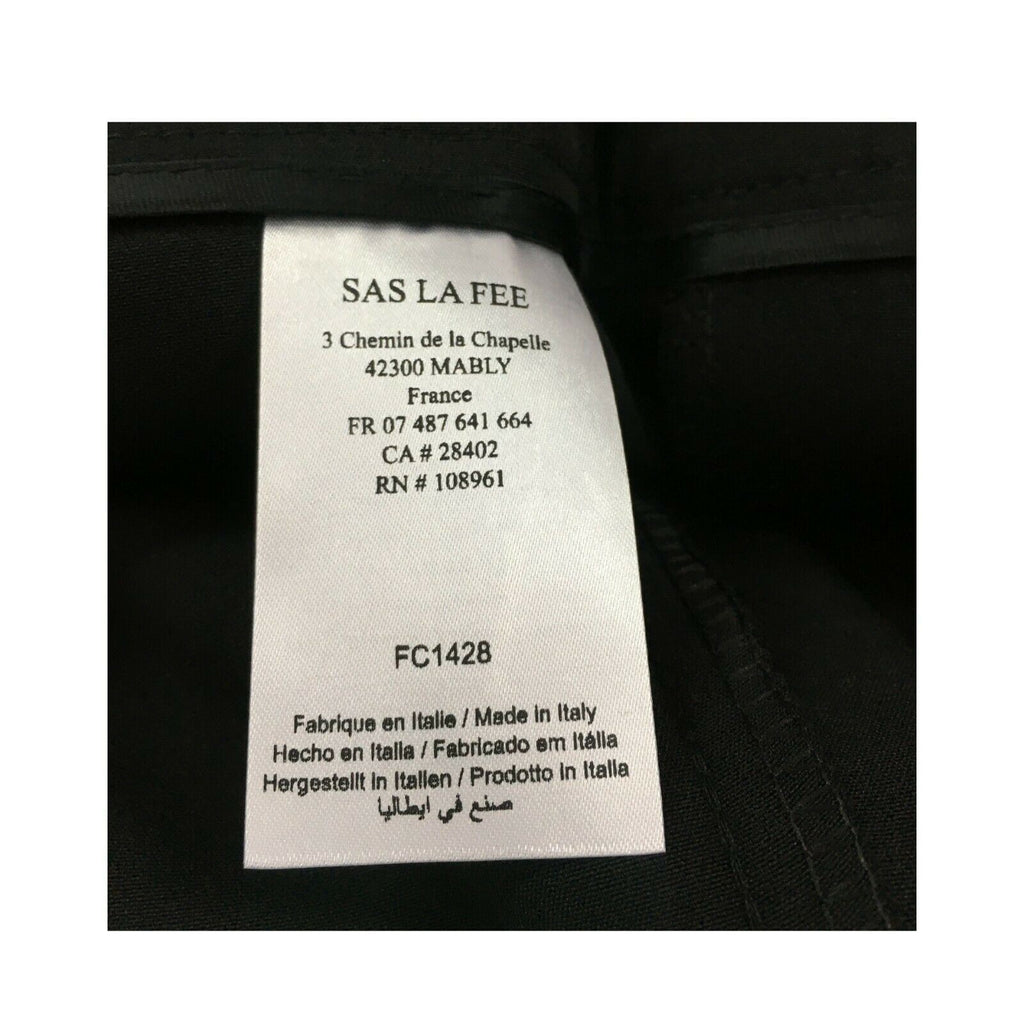 SAS LA FEE
3 Chemin de la Chapelle
42300 MABLY
France
FR 07 487 641 664
CA # 28402
RN # 108961
FC1428
Fabrique en Italie / Made in Italy
Hecho en Italia / Fabricado em Itália
Hergestellt in Italien / Prodotto in Italia
صنع في ايطاليا